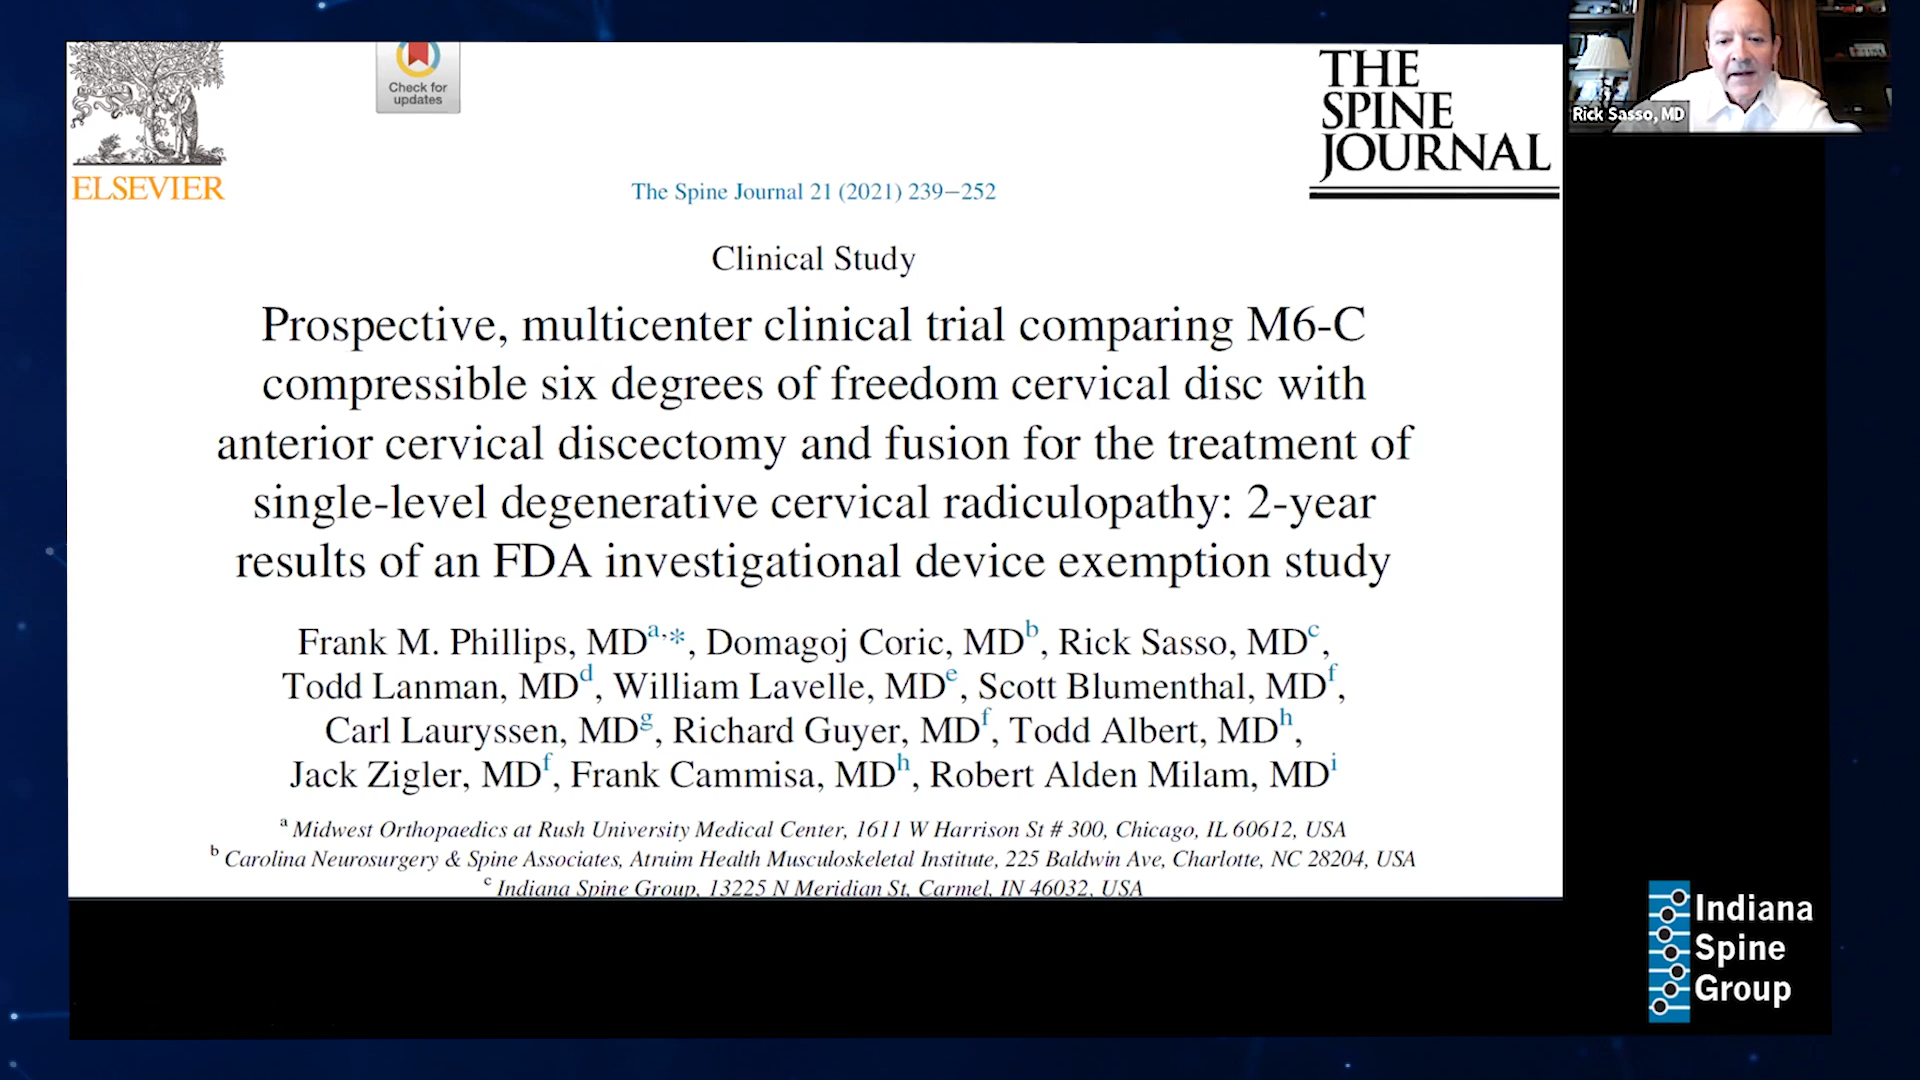 ELSEVIER
Check for
updates
THE
SPINE
JOURNAL
Rick Sasso, MD
The Spine Journal 21 (2021) 239–252
Clinical Study
Prospective, multicenter clinical trial comparing M6-C
compressible six degrees of freedom cervical disc with
anterior cervical discectomy and fusion for the treatment of
single-level degenerative cervical radiculopathy: 2-year
results of an FDA investigational device exemption study
Frank M. Phillips, MDa,*, Domagoj Coric, MDb, Rick Sasso, MDc,
Todd Lanman, MDd, William Lavelle, MDe, Scott Blumenthal, MDf,
Carl Lauryssen, MDg, Richard Guyer, MDf, Todd Albert, MDh,
Jack Zigler, MDf, Frank Cammisa, MDh, Robert Alden Milam, MDi
a Midwest Orthopaedics at Rush University Medical Center, 1611 W Harrison St # 300, Chicago, IL 60612, USA
b Carolina Neurosurgery & Spine Associates, Atruim Health Musculoskeletal Institute, 225 Baldwin Ave, Charlotte, NC 28204, USA
c Indiana Spine Group, 13225 N Meridian St, Carmel, IN 46032, USA
Indiana
Spine
Group